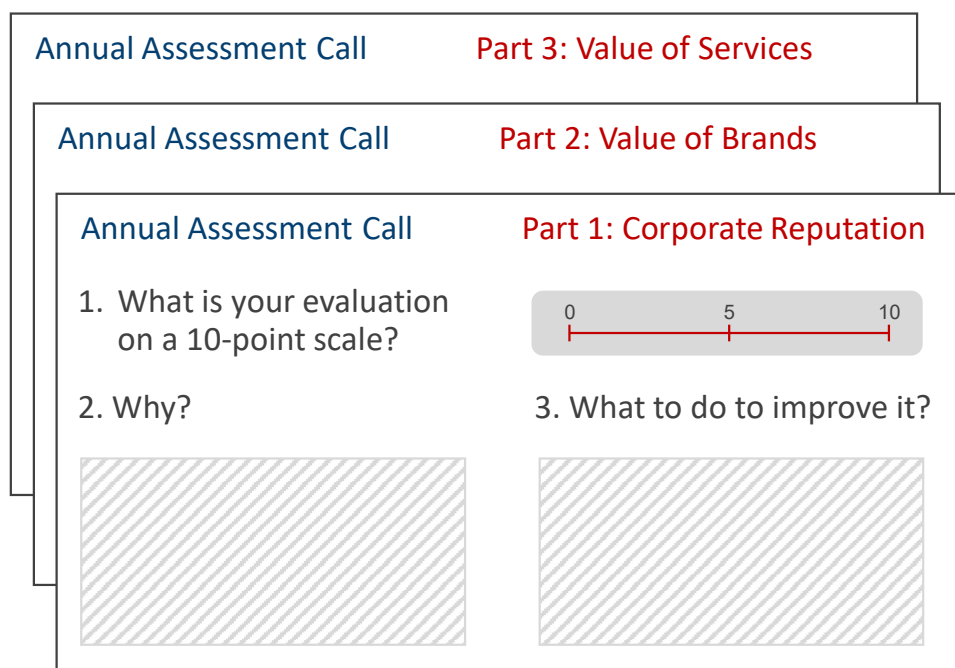 Annual Assessment Call Part 3: Value of Services
Annual Assessment Call Part 2: Value of Brands
Annual Assessment Call Part 1: Corporate Reputation
1. What is your evaluation
on a 10-point scale?
0 5 10
2. Why?
3. What to do to improve it?